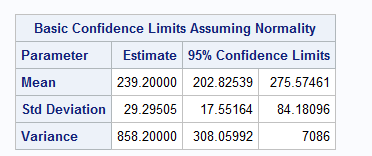 Basic Confidence Limits Assuming Normality
Parameter Estimate 95% Confidence Limits
Mean 239.20000 202.82539 275.57461
Std Deviation 29.29505 17.55164 84.18096
Variance 858.20000 308.05992 7086